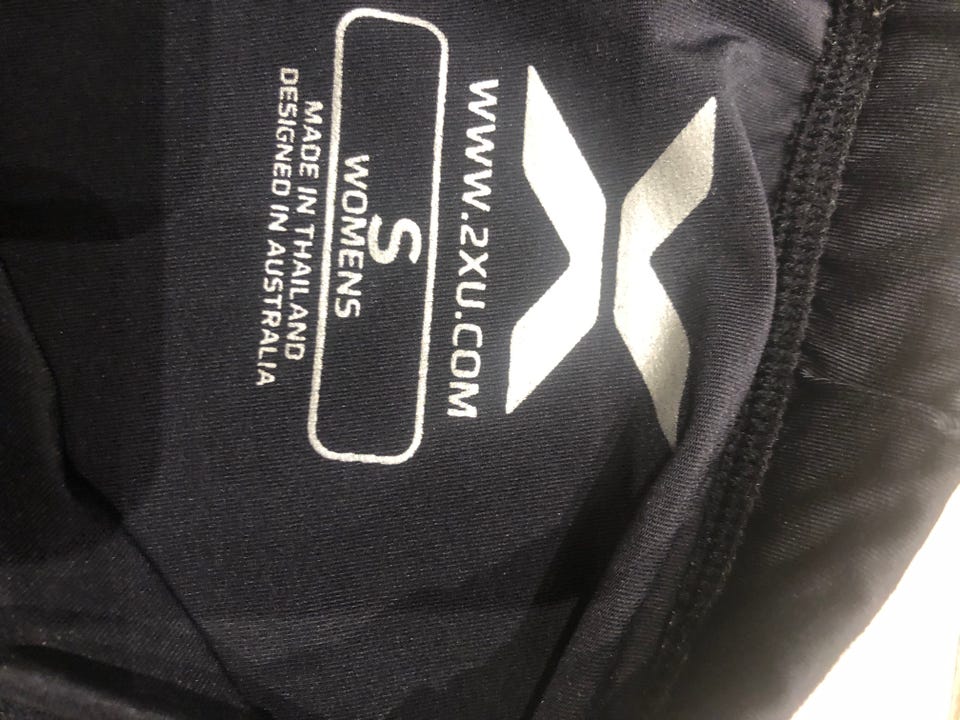 WWW.2XU.COM
S
WOMENS
MADE IN THAILAND
DESIGNED IN AUSTRALIA